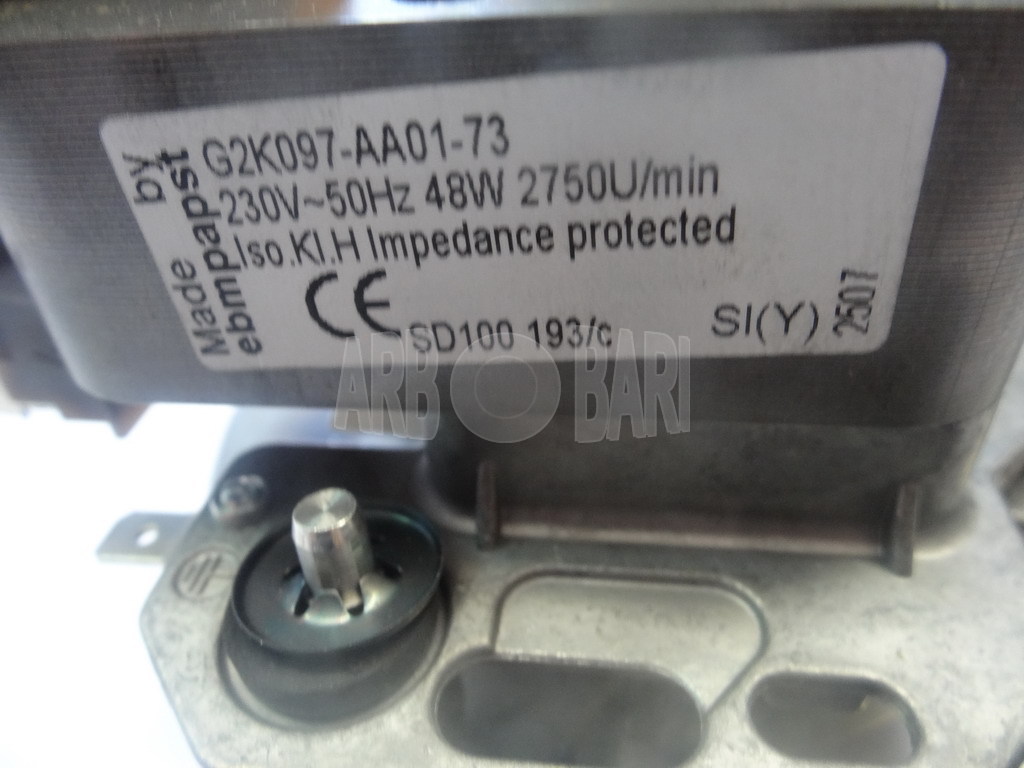 Made by
ebmpapst
G2K097-AA01-73
230V~50Hz 48W 2750U/min
Iso.Kl.H Impedance protected
CE
SD100 193/c
SI(Y)
2507
ARB BARI